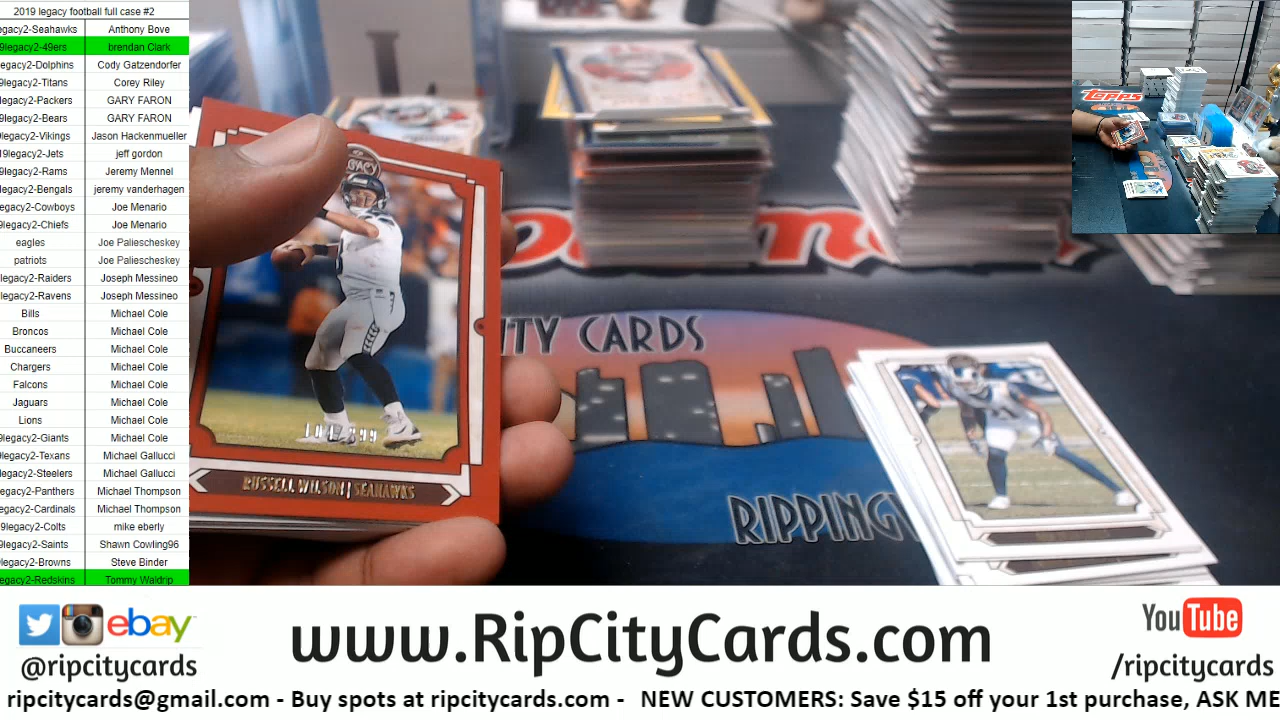 2019 legacy football full case #2
egacy-Seahawks Anthony Bove
9legacy2-49ers brendan Clark
legacy2-Dolphins Cody Gatzendorfer
9legacy2-Titans Corey Riley
legacy2-Packers GARY FARON
9legacy2-Bears GARY FARON
legacy2-Vikings Jason Hackenmueller
19legacy2-Jets jeff gordon
9legacy2-Rams Jeremy Mennel
legacy2-Bengals jeremy vanderhagen
egacy2-Cowboys Joe Menario
legacy2-Chiefs Joe Menario
eagles Joe Paliescheskey
patriots Joe Paliescheskey
legacy2-Raiders Joseph Messineo
legacy2-Ravens Joseph Messineo
Bills Michael Cole
Broncos Michael Cole
Buccaneers Michael Cole
Chargers Michael Cole
Falcons Michael Cole
Jaguars Michael Cole
Lions Michael Cole
9legacy2-Giants Michael Cole
9legacy2-Texans Michael Gallucci
legacy2-Steelers Michael Gallucci
egacy2-Panthers Michael Thompson
egacy2-Cardinals Michael Thompson
9legacy2-Colts mike eberly
9legacy2-Saints Shawn Cowling96
legacy2-Browns Steve Binder
egacy2-Redskins Tommy Waldrip
RUSSELL WILSON | SEAHAWKS
ITY CARDS
RIPPING
TOPPS
ebay
@ripcitycards
www.RipCityCards.com
YouTube
/ripcitycards
ripcitycards@gmail.com - Buy spots at ripcitycards.com - NEW CUSTOMERS: Save $15 off your 1st purchase, ASK ME